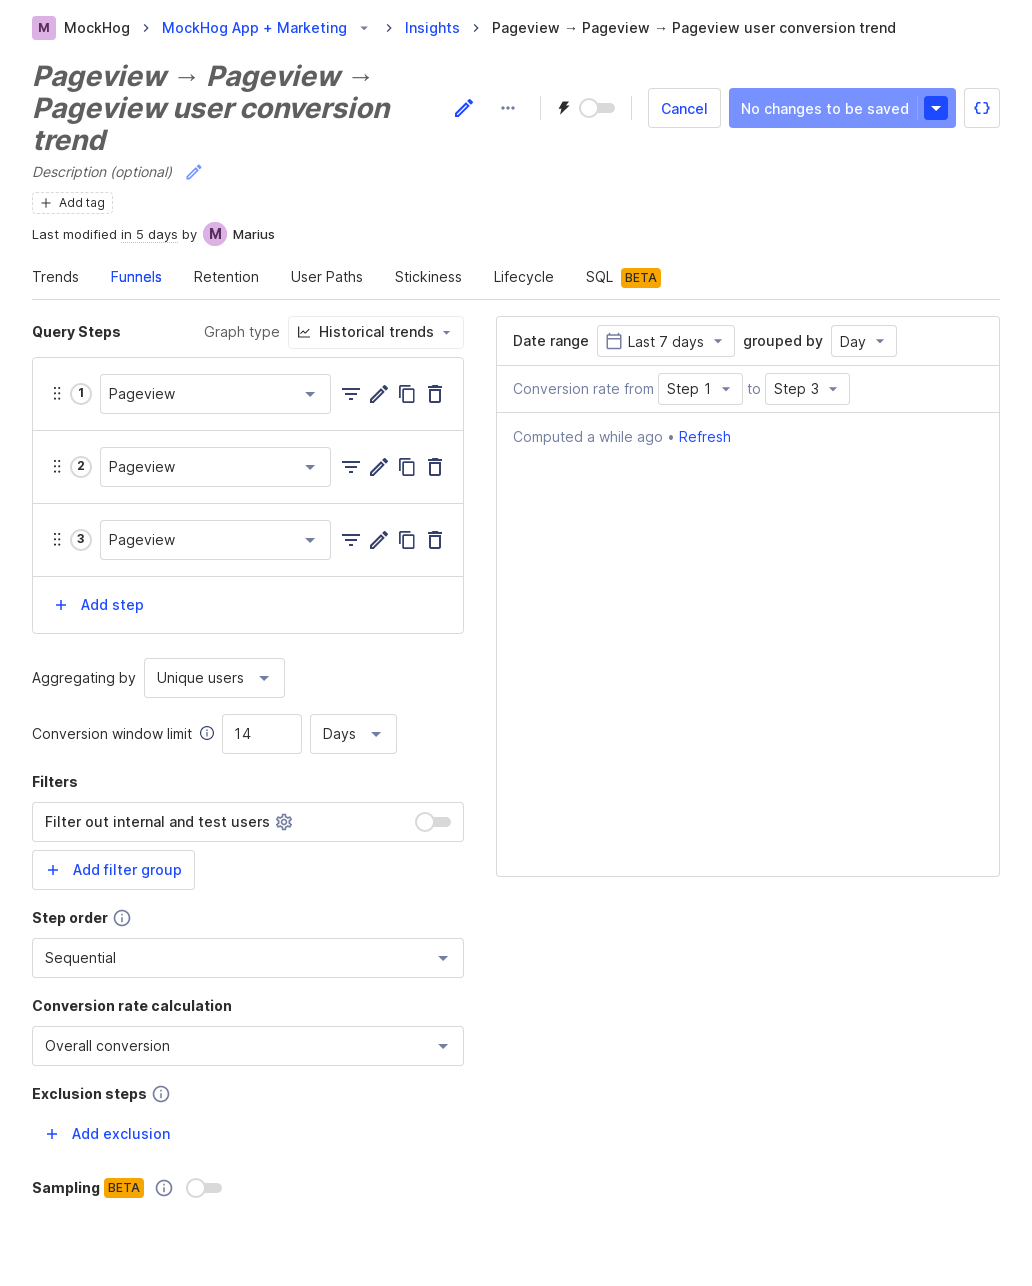 M MockHog MockHog App + Marketing Insights Pageview → Pageview → Pageview user conversion trend
Pageview → Pageview →
Pageview user conversion
trend
Cancel No changes to be saved
Description (optional)
Add tag
Last modified in 5 days by M Marius
Trends Funnels Retention User Paths Stickiness Lifecycle SQL BETA
Query Steps Graph type Historical trends
1 Pageview
2 Pageview
3 Pageview
Add step
Aggregating by Unique users
Conversion window limit 14 Days
Filters
Filter out internal and test users
Add filter group
Step order
Sequential
Conversion rate calculation
Overall conversion
Exclusion steps
Add exclusion
Sampling BETA
Date range Last 7 days grouped by Day
Conversion rate from Step 1 to Step 3
Computed a while ago • Refresh